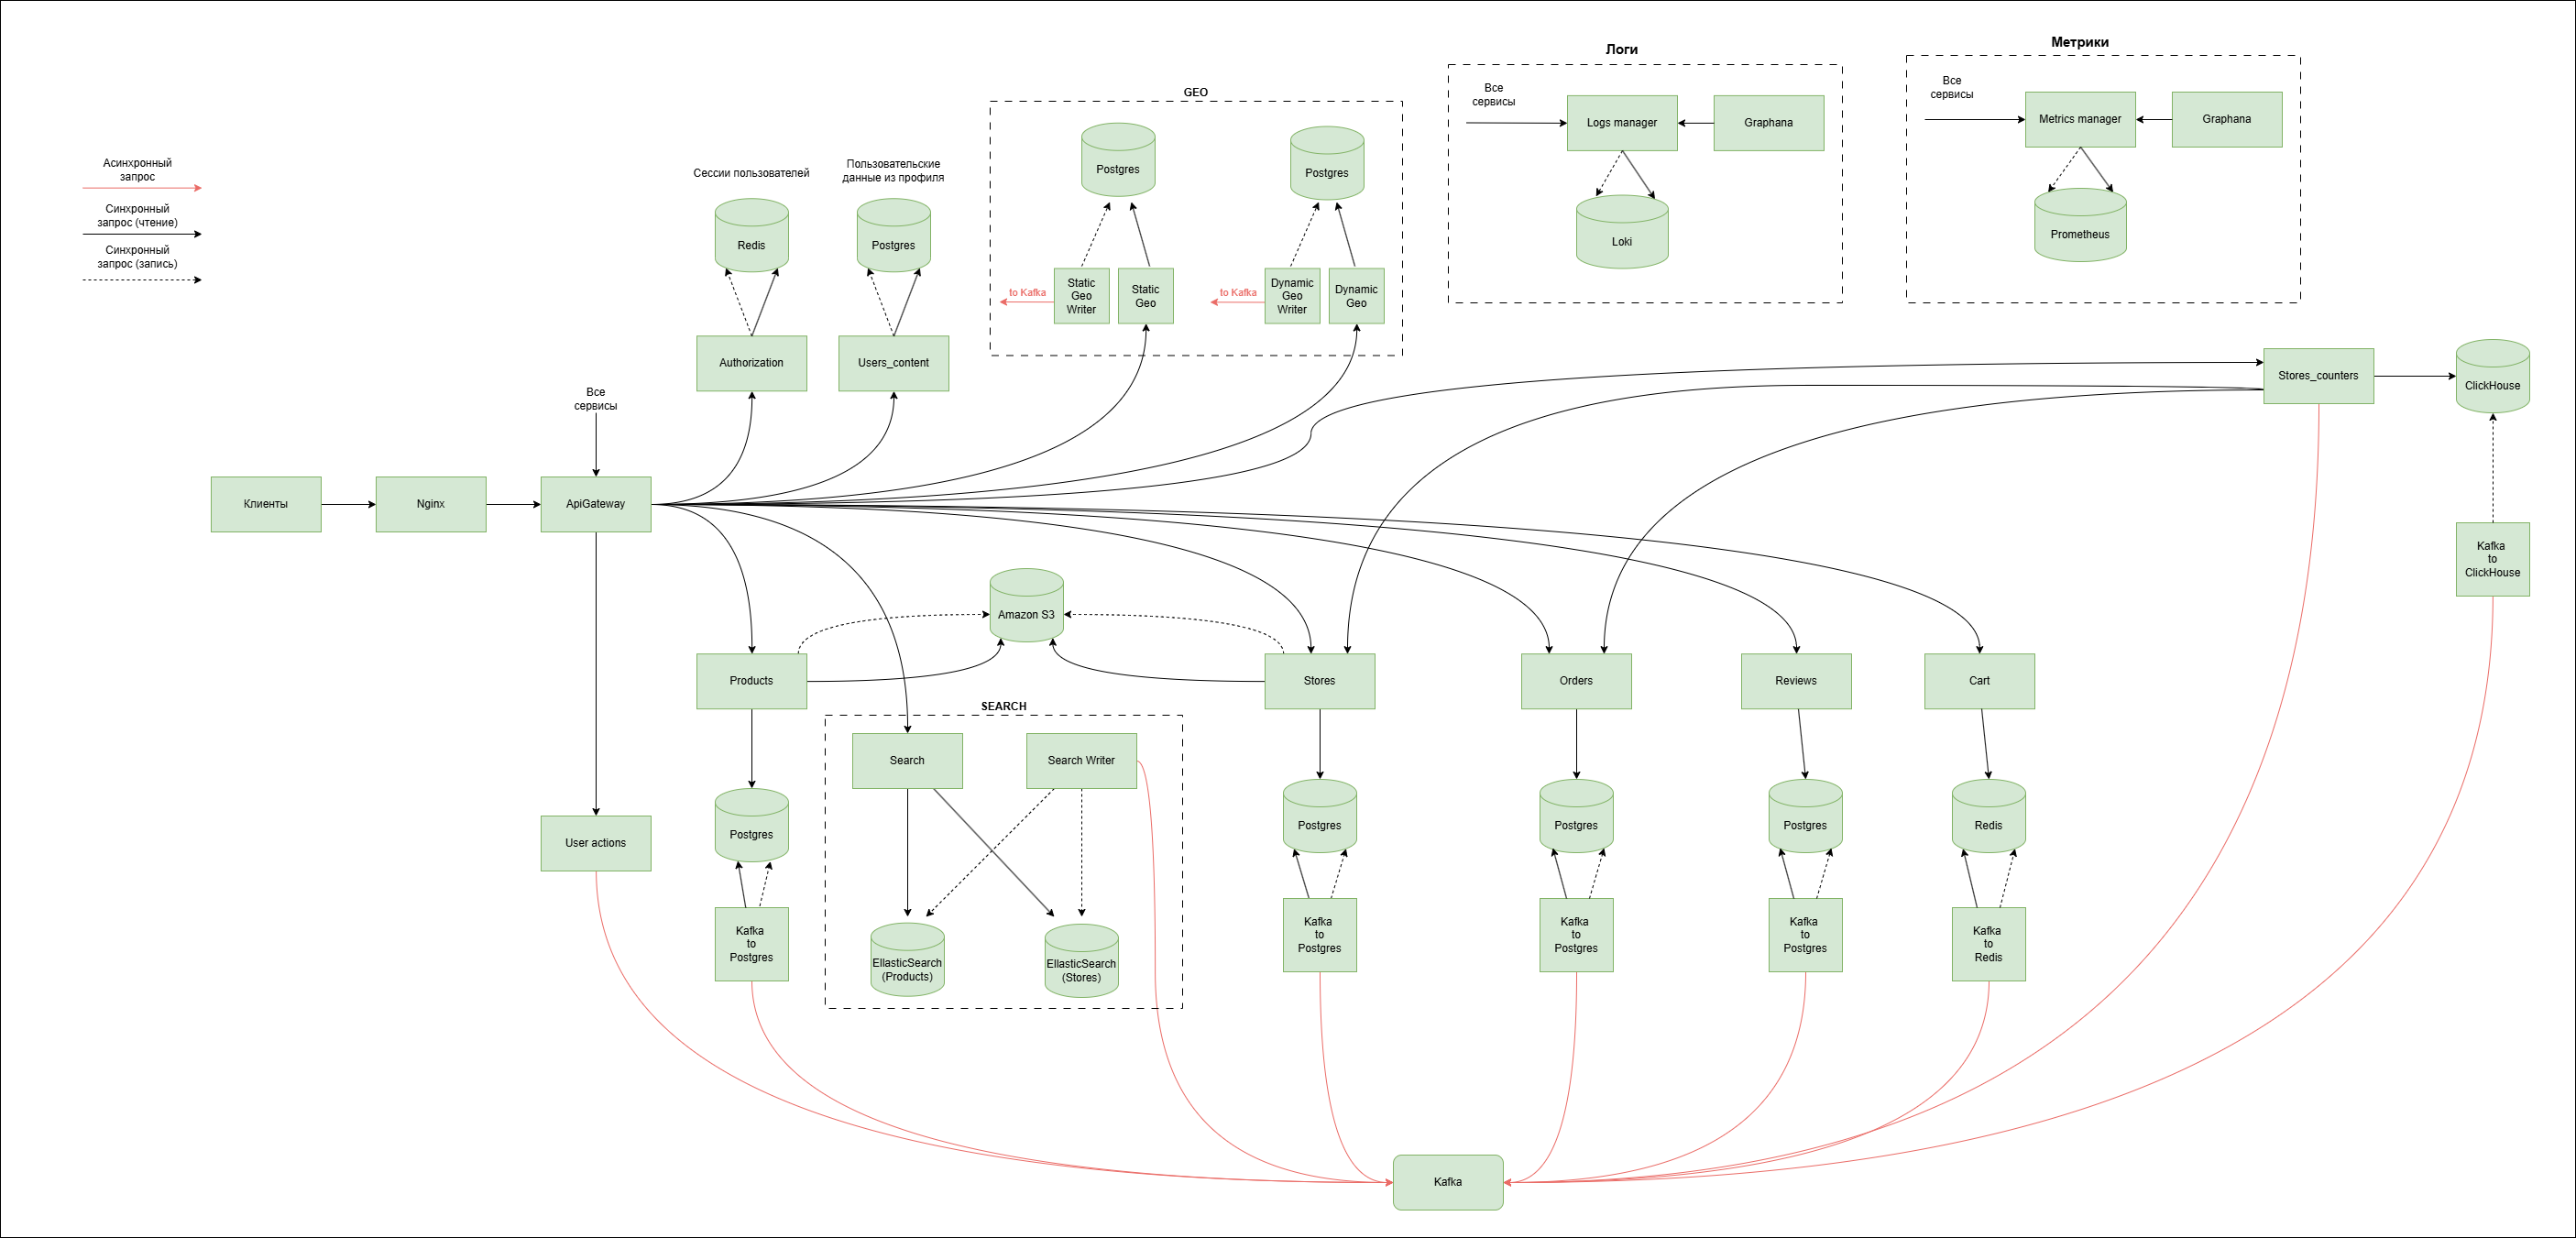 Логи
Метрики
Все
сервисы
Logs manager
Graphana
Loki
Все
сервисы
Metrics manager
Graphana
Prometheus
GEO
Postgres
Postgres
to Kafka
Static
Geo
Writer
Static
Geo
to Kafka
Dynamic
Geo
Writer
Dynamic
Geo
Асинхронный
запрос
Синхронный
запрос (чтение)
Синхронный
запрос (запись)
Сессии пользователей
Пользовательские
данные из профиля
Redis
Postgres
Authorization
Users_content
Stores_counters
ClickHouse
Все
сервисы
Клиенты
Nginx
ApiGateway
Kafka
to
ClickHouse
Amazon S3
Products
Stores
Orders
Reviews
Cart
SEARCH
Search
Search Writer
EllasticSearch
(Products)
EllasticSearch
(Stores)
User actions
Postgres
Postgres
Postgres
Postgres
Redis
Kafka
to
Postgres
Kafka
to
Postgres
Kafka
to
Postgres
Kafka
to
Postgres
Kafka
to
Redis
Kafka